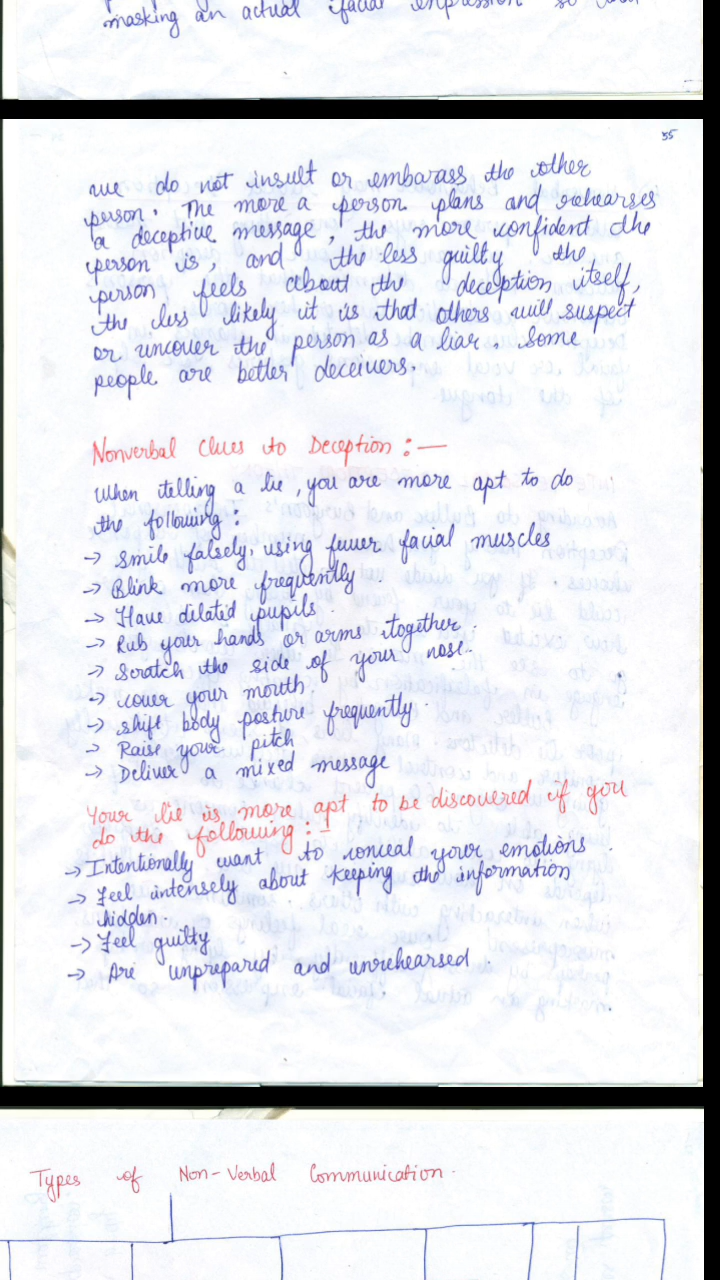 masking an actual facial expression so that
55
we do not insult or embarass the other
person. The more a person plans and rehearses
a deceptive message, the more confident the
person is, and the less guilty the
person feels about the deception itself,
the less likely it is that others will suspect
or uncover the person as a liar. Some
people are better deceivers.
Nonverbal Clues to Deception :—
When telling a lie, you are more apt to do
the following :
→ Smile falsely, using fewer facial muscles
→ Blink more frequently
→ Have dilated pupils.
→ Rub your hands or arms together
→ Scratch the side of your nose.
→ cover your mouth.
→ shift body posture frequently.
→ Raise your pitch
→ Deliver a mixed message
Your lie is more apt to be discovered if you
do the following :-
→ Intentionally want to conceal your emotions.
→ Feel intensely about keeping the information
hidden.
→ Feel guilty
→ Are unprepared and unrehearsed.
Types of Non-Verbal Communication.